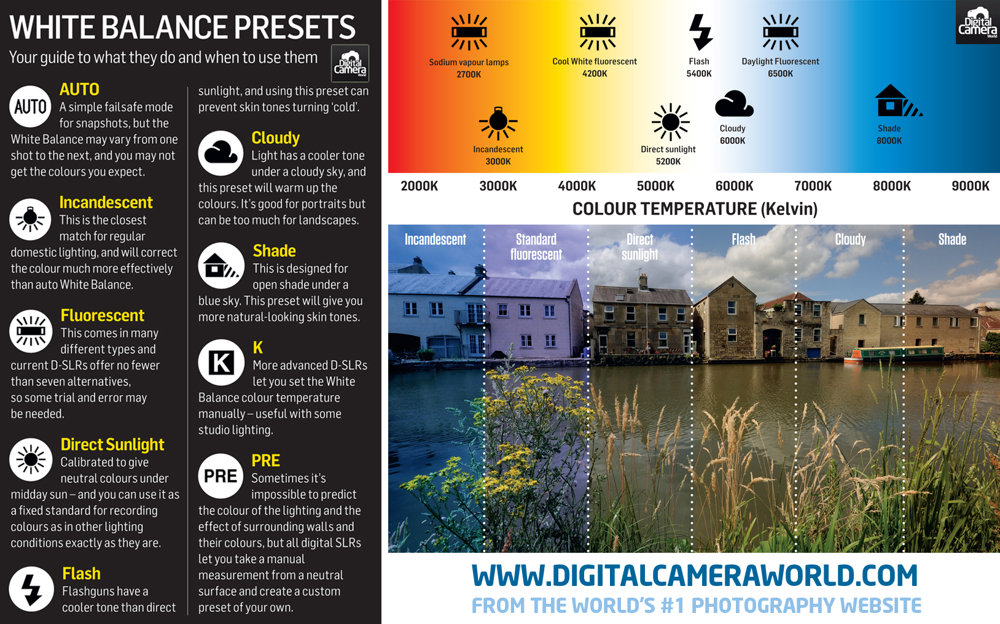 WHITE BALANCE PRESETS
Your guide to what they do and when to use them
Digital
Camera
World
AUTO
AUTO
A simple failsafe mode
for snapshots, but the
White Balance may vary from one
shot to the next, and you may not
get the colours you expect.
Incandescent
This is the closest
match for regular
domestic lighting, and will correct
the colour much more effectively
than auto White Balance.
Fluorescent
This comes in many
different types and
current D-SLRs offer no fewer
than seven alternatives,
so some trial and error may
be needed.
Direct Sunlight
Calibrated to give
neutral colours under
midday sun – and you can use it as
a fixed standard for recording
colours as in other lighting
conditions exactly as they are.
Flash
Flashguns have a
cooler tone than direct
sunlight, and using this preset can
prevent skin tones turning ‘cold’.
Cloudy
Light has a cooler tone
under a cloudy sky, and
this preset will warm up the
colours. It’s good for portraits but
can be too much for landscapes.
Shade
This is designed for
open shade under a
blue sky. This preset will give you
more natural-looking skin tones.
K
K
More advanced D-SLRs
let you set the White
Balance colour temperature
manually – useful with some
studio lighting.
PRE
PRE
Sometimes it’s
impossible to predict
the colour of the lighting and the
effect of surrounding walls and
their colours, but all digital SLRs
let you take a manual
measurement from a neutral
surface and create a custom
preset of your own.
Sodium vapour lamps
2700K
Cool White fluorescent
4200K
Flash
5400K
Daylight Fluorescent
6500K
Digital
Camera
World
Incandescent
3000K
Direct sunlight
5200K
Cloudy
6000K
Shade
8000K
2000K 3000K 4000K 5000K 6000K 7000K 8000K 9000K
COLOUR TEMPERATURE (Kelvin)
Incandescent
Standard
fluorescent
Direct
sunlight
Flash
Cloudy
Shade
WWW.DIGITALCAMERAWORLD.COM
FROM THE WORLD’S #1 PHOTOGRAPHY WEBSITE